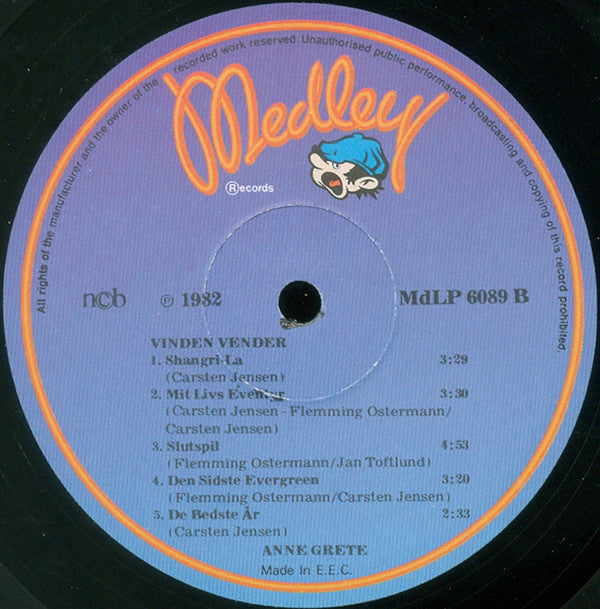 All rights of the manufacturer and the owner of the recorded work reserved. Unauthorised public performance, broadcasting and copying of this record prohibited.
Medley
Records
ncb ℗ 1982 MdLP 6089 B
VINDEN VENDER
1. Shangri-La 3:29
(Carsten Jensen)
2. Mit Livs Eventyr 3:30
(Carsten Jensen - Flemming Ostermann/
Carsten Jensen)
3. Slutspil 4:53
(Flemming Ostermann/Jan Toftlund)
4. Den Sidste Evergreen 3:20
(Flemming Ostermann/Carsten Jensen)
5. De Bedste År 2:33
(Carsten Jensen)
ANNE GRETE
Made In E.E.C.